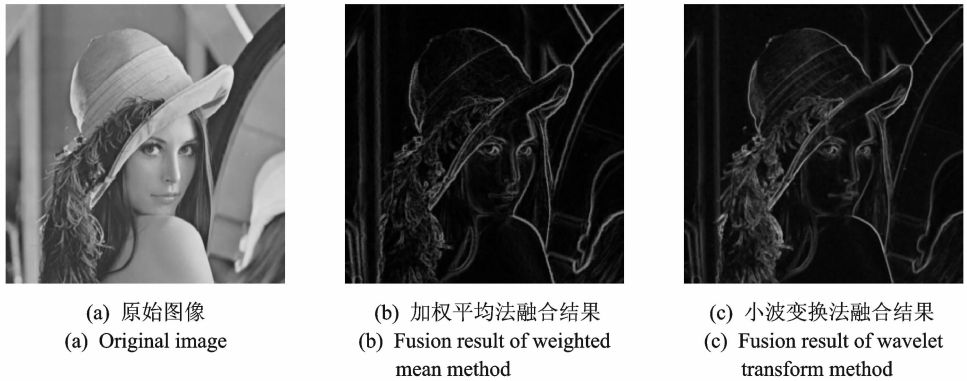 (a) 原始图像
(a) Original image
(b) 加权平均法融合结果
(b) Fusion result of weighted
mean method
(c) 小波变换法融合结果
(c) Fusion result of wavelet
transform method